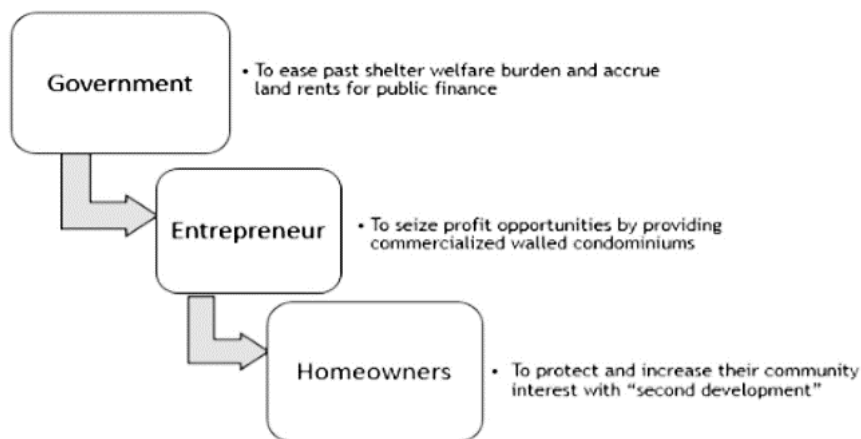 Government
• To ease past shelter welfare burden and accrue
land rents for public finance
Entrepreneur
• To seize profit opportunities by providing
commercialized walled condominiums
Homeowners
• To protect and increase their community
interest with “second development”